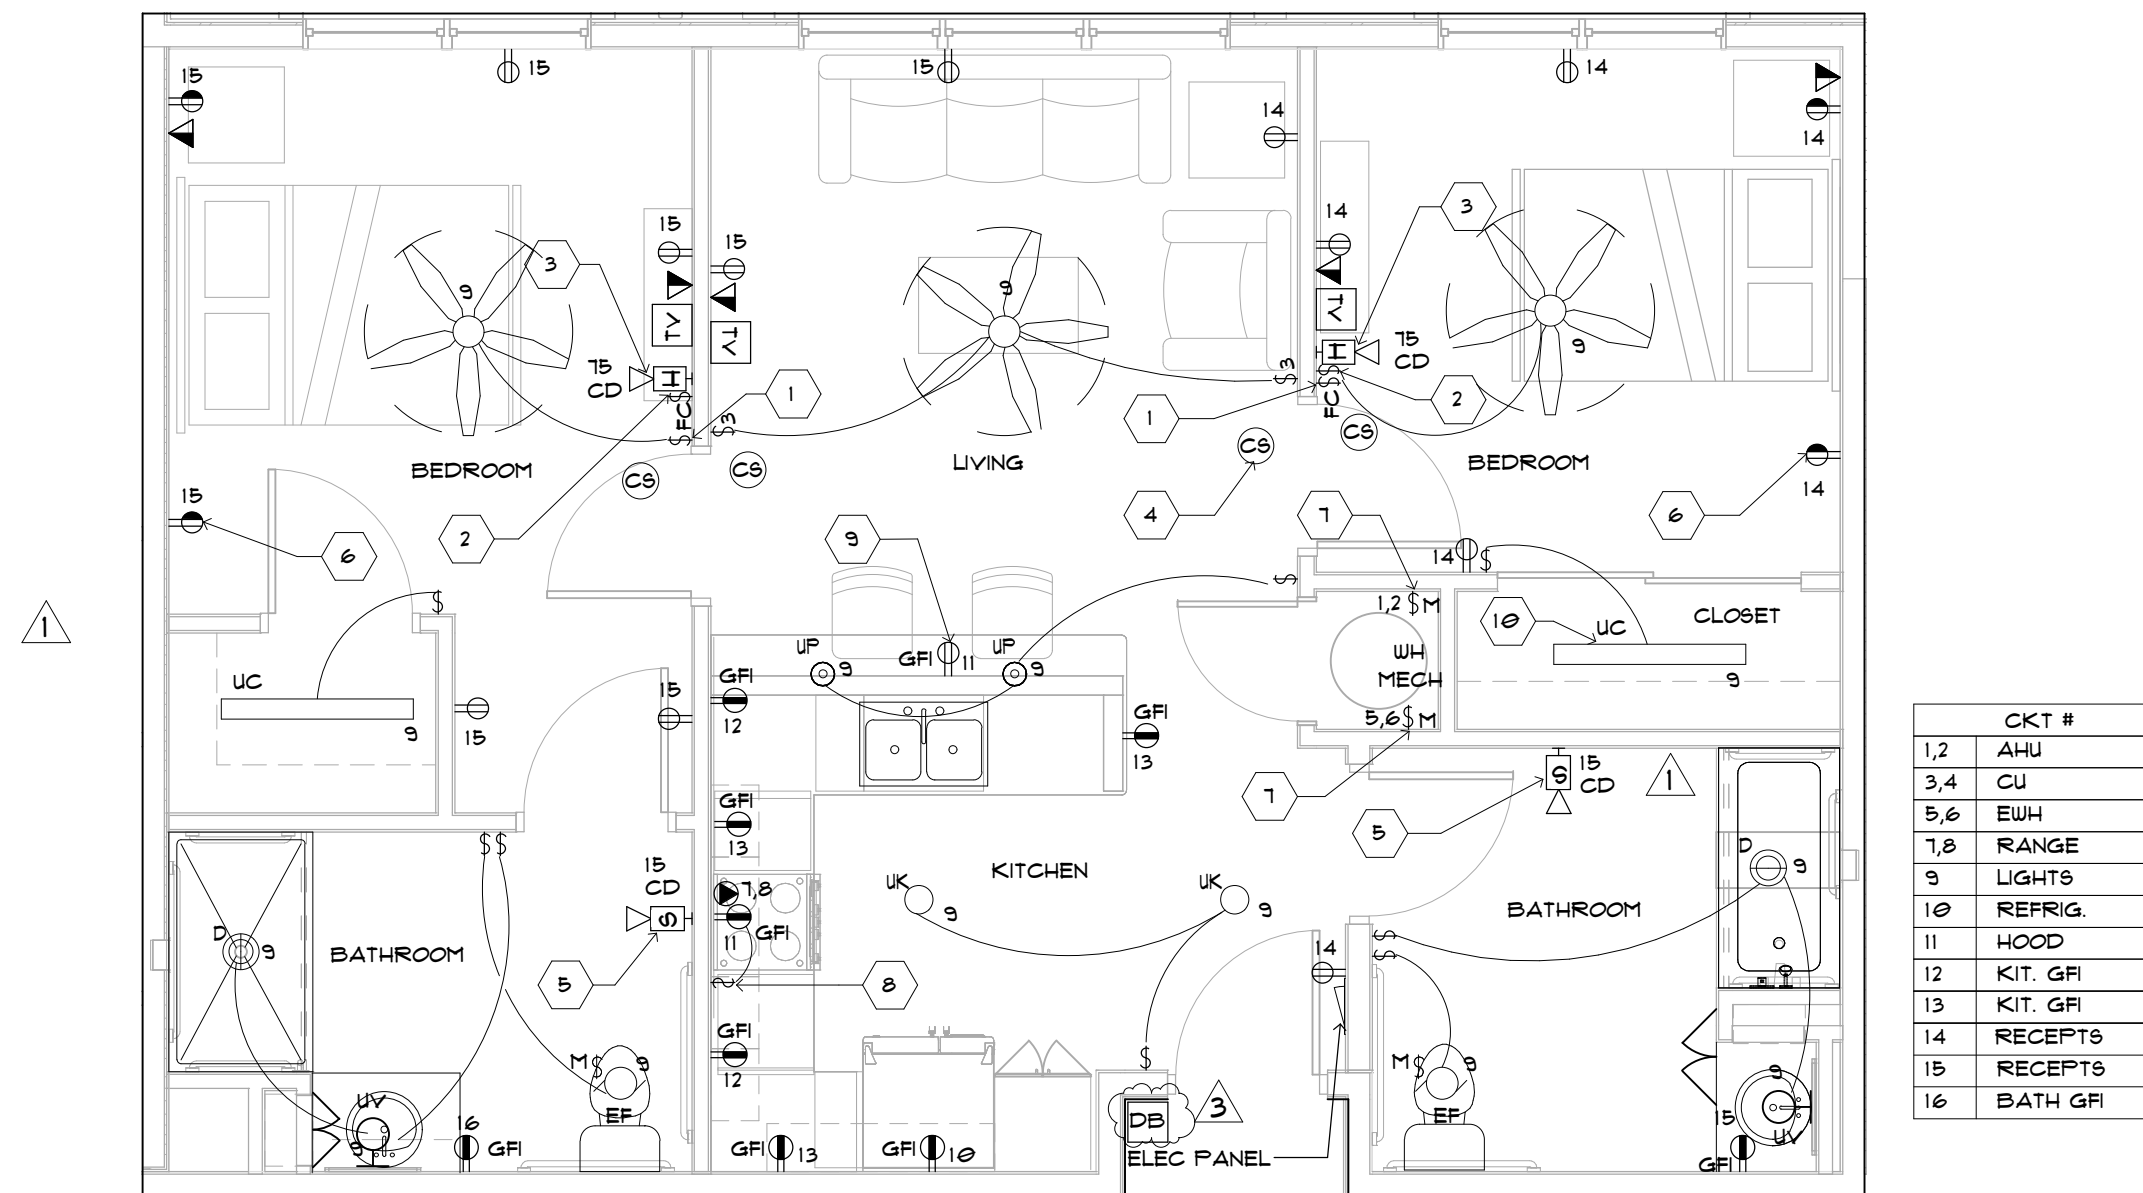 15
15
15
14
14
14
14
15
15
14
3
3
9
9
9
TV
TV
TV
75
CD
H
H
75
CD
FC $ $
$ 3
$ 3
FC $ $
1
1
2
2
CS
CS
CS
CS
BEDROOM
LIVING
BEDROOM
15
6
2
9
4
7
6
14
14
$
$
$
$
1
1,2 $ M
10
UC
CLOSET
UP
9
GFI
11
UP
9
WH
MECH
9
UC
9
15
15
GFI
12
GFI
13
5,6 $ M
7
5
S
15
CD
1
GFI
13
$ $
15
CD
S
KITCHEN
UK
9
UK
9
7,8
11
GFI
D
9
BATHROOM
D
9
BATHROOM
$
$
14
5
$
8
GFI
12
M $
9
EF
$
M $
9
EF
UV
9
16
GFI
GFI
13
GFI
10
DB
3
ELEC PANEL
9
15
UV
GFI
CKT #
1,2 AHU
3,4 CU
5,6 EWH
7,8 RANGE
9 LIGHTS
10 REFRIG.
11 HOOD
12 KIT. GFI
13 KIT. GFI
14 RECEPTS
15 RECEPTS
16 BATH GFI